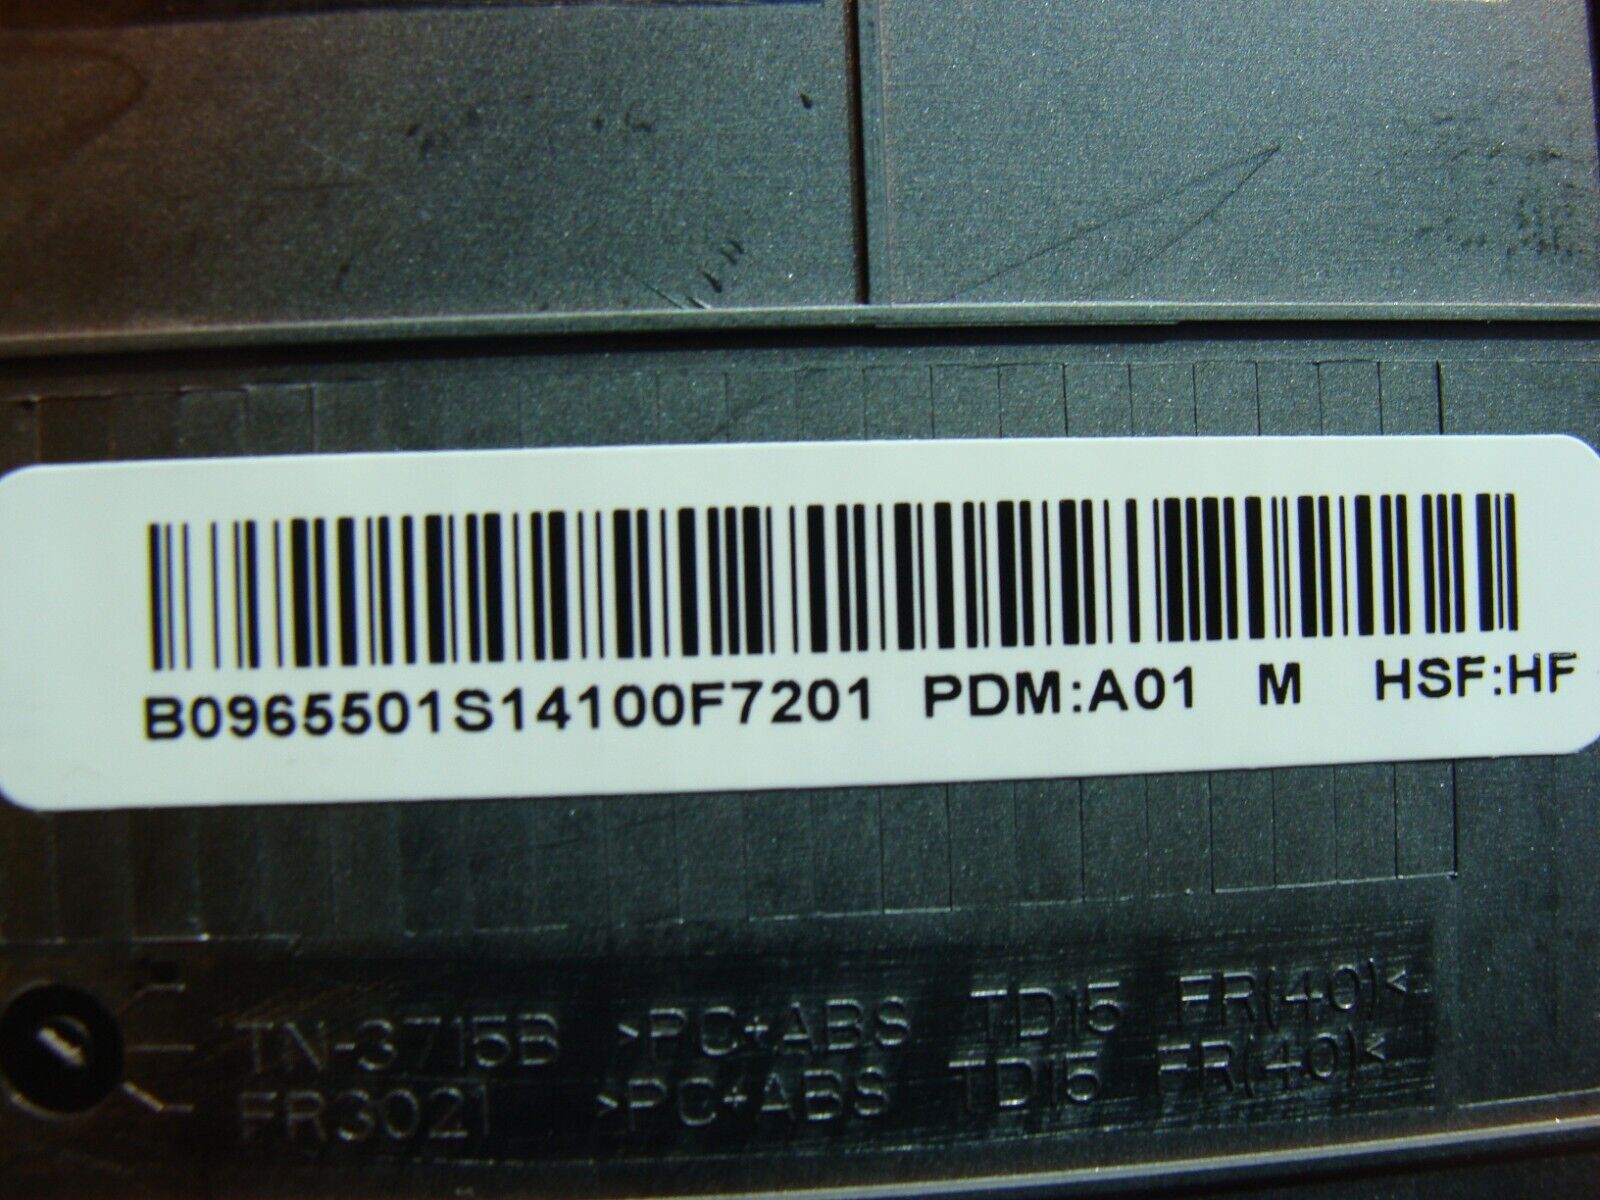 B0965501S14100F7201 PDM:A01 M HSF:HF
TN-3715B >PC+ABS TD15 FR(40)<
FR3021 >PC+ABS TD15 FR(40)<